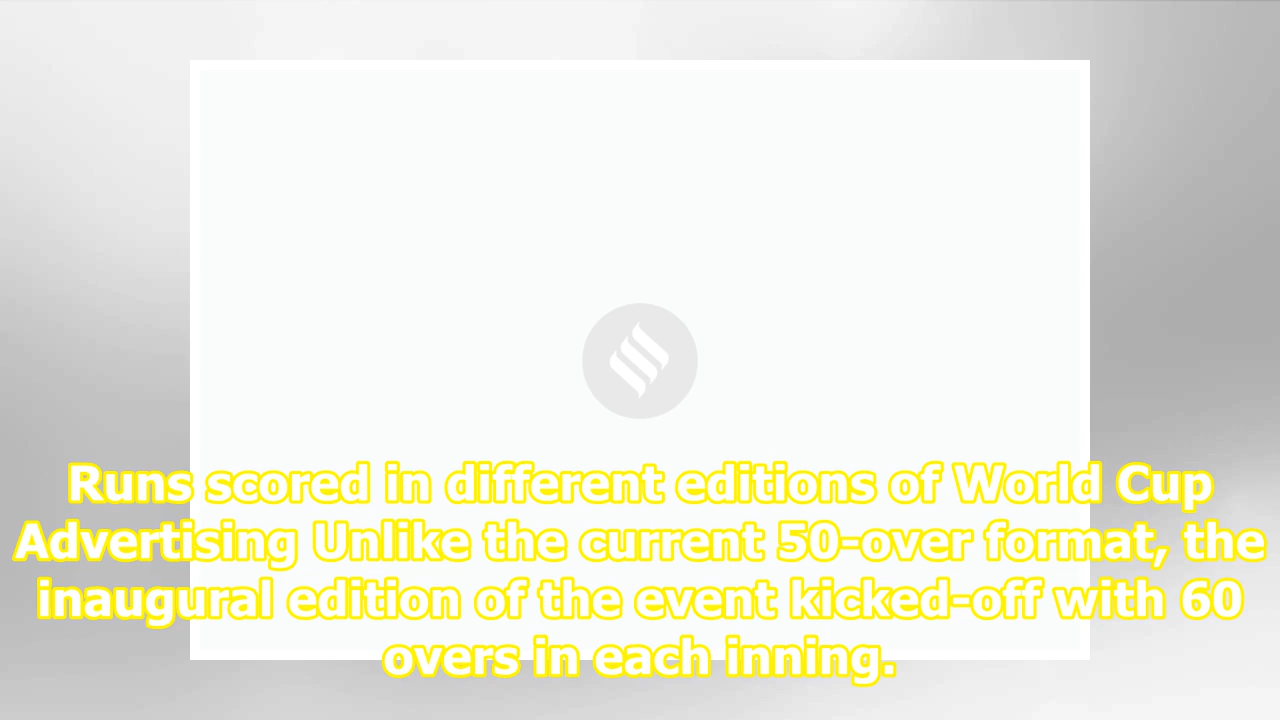 Runs scored in different editions of World Cup
Advertising Unlike the current 50-over format, the
inaugural edition of the event kicked-off with 60
overs in each inning.